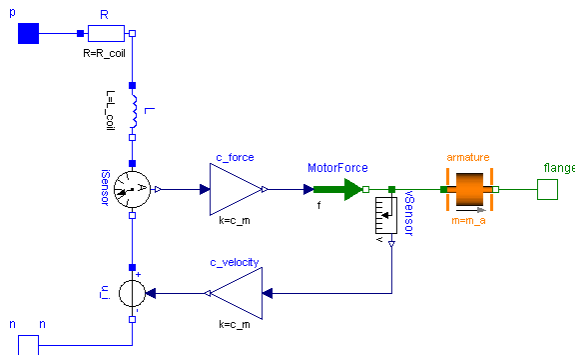 p
R
R=R_coil
L
L=L_coil
A
iSensor
c_force
k=c_m
MotorForce
f
armature
m=m_a
flange
vSensor
v
c_velocity
k=c_m
+
u_i
-
n n